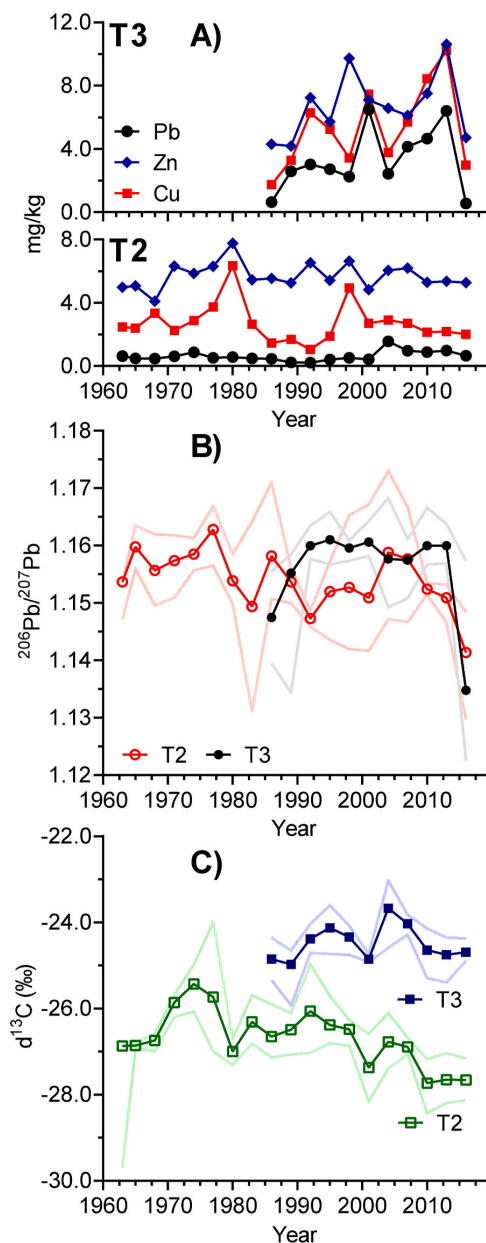 T3 A)
12.0
8.0
4.0
0.0
Pb
Zn
Cu
mg/kg
T2
8.0
4.0
0.0
1960 1970 1980 1990 2000 2010
Year
B)
1.18
1.17
1.16
1.15
1.14
1.13
1.12
206Pb/207Pb
T2 T3
1960 1970 1980 1990 2000 2010
Year
C)
-22.0
-24.0
-26.0
-28.0
-30.0
d13C (‰)
T3
T2
1960 1970 1980 1990 2000 2010
Year